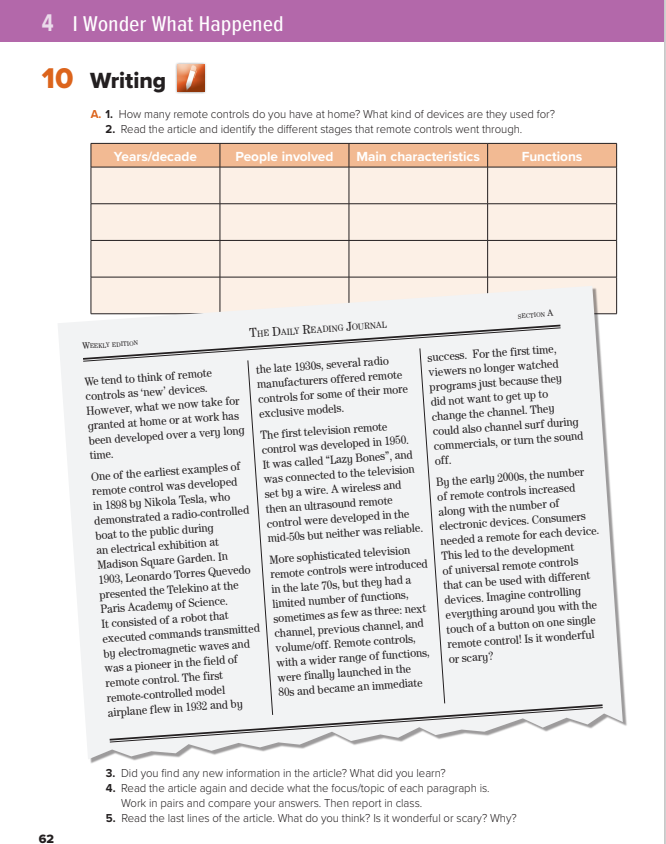 4 I Wonder What Happened
10 Writing
A. 1. How many remote controls do you have at home? What kind of devices are they used for?
2. Read the article and identify the different stages that remote controls went through.
Years/decade People involved Main characteristics Functions
WEEKLY EDITION THE DAILY READING JOURNAL SECTION A
We tend to think of remote
controls as ‘new’ devices.
However, what we now take for
granted at home or at work has
been developed over a very long
time.
One of the earliest examples of
remote control was developed
in 1898 by Nikola Tesla, who
demonstrated a radio-controlled
boat to the public during
an electrical exhibition at
Madison Square Garden. In
1903, Leonardo Torres Quevedo
presented the Telekino at the
Paris Academy of Science.
It consisted of a robot that
executed commands transmitted
by electromagnetic waves and
was a pioneer in the field of
remote control. The first
remote-controlled model
airplane flew in 1932 and by
the late 1930s, several radio
manufacturers offered remote
controls for some of their more
exclusive models.
The first television remote
control was developed in 1950.
It was called “Lazy Bones”, and
was connected to the television
set by a wire. A wireless and
then an ultrasound remote
control were developed in the
mid-50s but neither was reliable.
More sophisticated television
remote controls were introduced
in the late 70s, but they had a
limited number of functions,
sometimes as few as three: next
channel, previous channel, and
volume/off. Remote controls,
with a wider range of functions,
were finally launched in the
80s and became an immediate
success. For the first time,
viewers no longer watched
programs just because they
did not want to get up to
change the channel. They
could also channel surf during
commercials, or turn the sound
off.
By the early 2000s, the number
of remote controls increased
along with the number of
electronic devices. Consumers
needed a remote for each device.
This led to the development
of universal remote controls
that can be used with different
devices. Imagine controlling
everything around you with the
touch of a button on one single
remote control! Is it wonderful
or scary?
3. Did you find any new information in the article? What did you learn?
4. Read the article again and decide what the focus/topic of each paragraph is.
Work in pairs and compare your answers. Then report in class.
5. Read the last lines of the article. What do you think? Is it wonderful or scary? Why?
62